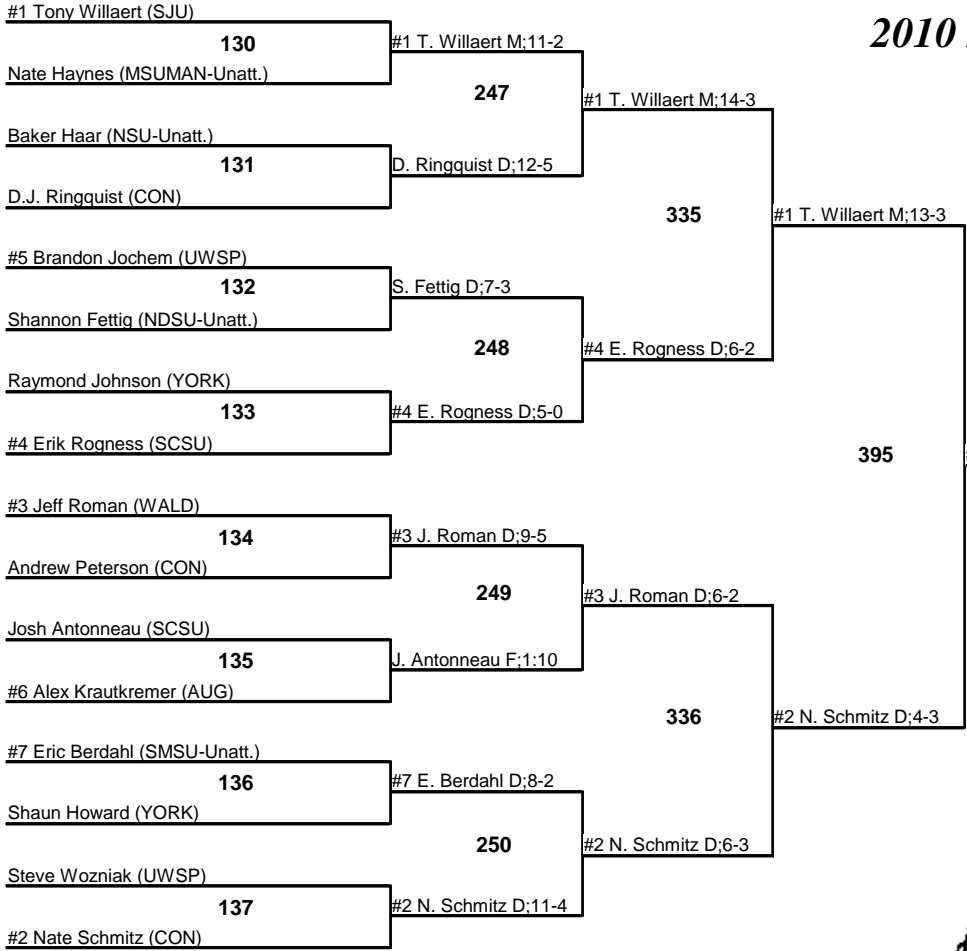 #1 Tony Willaert (SJU)
2010
130
#1 T. Willaert M;11-2
Nate Haynes (MSUMAN-Unatt.)
247
#1 T. Willaert M;14-3
Baker Haar (NSU-Unatt.)
131
D. Ringquist D;12-5
D.J. Ringquist (CON)
335
#1 T. Willaert M;13-3
#5 Brandon Jochem (UWSP)
132
S. Fettig D;7-3
Shannon Fettig (NDSU-Unatt.)
248
#4 E. Rogness D;6-2
Raymond Johnson (YORK)
133
#4 E. Rogness D;5-0
#4 Erik Rogness (SCSU)
395
#3 Jeff Roman (WALD)
134
#3 J. Roman D;9-5
Andrew Peterson (CON)
249
#3 J. Roman D;6-2
Josh Antonneau (SCSU)
135
J. Antonneau F;1:10
#6 Alex Krautkremer (AUG)
336
#2 N. Schmitz D;4-3
#7 Eric Berdahl (SMSU-Unatt.)
136
#7 E. Berdahl D;8-2
Shaun Howard (YORK)
250
#2 N. Schmitz D;6-3
Steve Wozniak (UWSP)
137
#2 N. Schmitz D;11-4
#2 Nate Schmitz (CON)